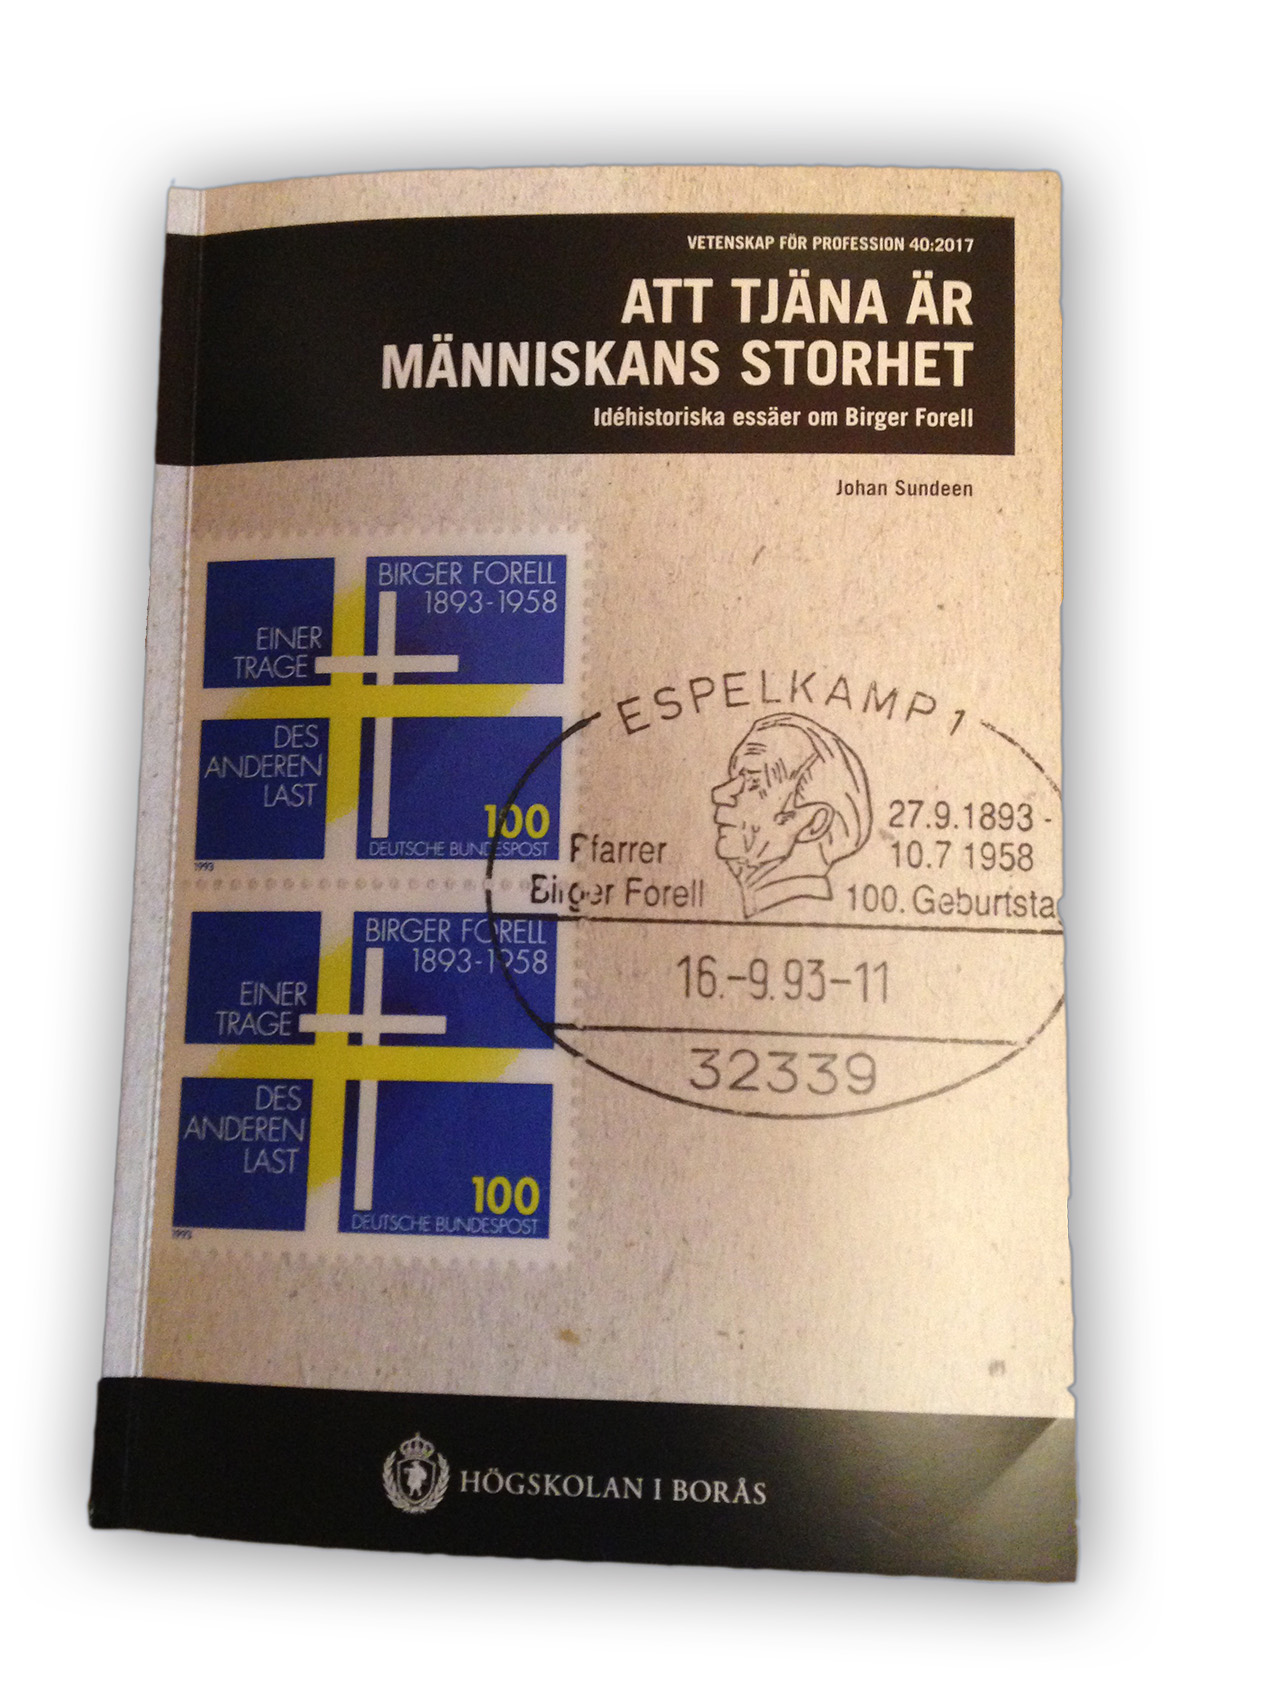 VETENSKAP FÖR PROFESSION 40:2017
ATT TJÄNA ÄR
MÄNNISKANS STORHET
Idéhistoriska essäer om Birger Forell
Johan Sundeen
BIRGER FORELL
1893-1958
EINER
TRAGE
DES
ANDEREN
LAST
100
DEUTSCHE BUNDESPOST
1993
BIRGER FORELL
1893-1958
EINER
TRAGE
DES
ANDEREN
LAST
100
DEUTSCHE BUNDESPOST
1993
ESPELKAMP 1
Pfarrer
Birger Forell
27.9.1893 -
10.7 1958
100. Geburtsta
16.-9.93-11
32339
HÖGSKOLAN I BORÅS